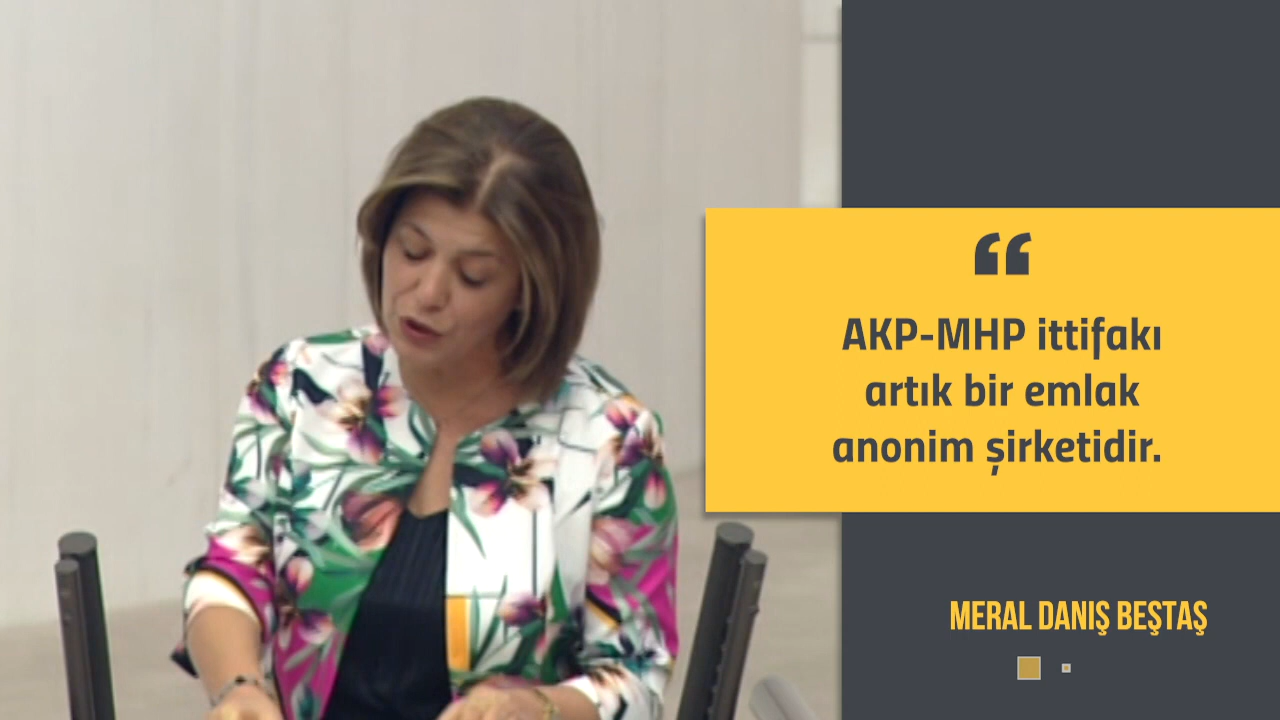 “
AKP-MHP ittifakı
artık bir emlak
anonim şirketidir.
MERAL DANIŞ BEŞTAŞ